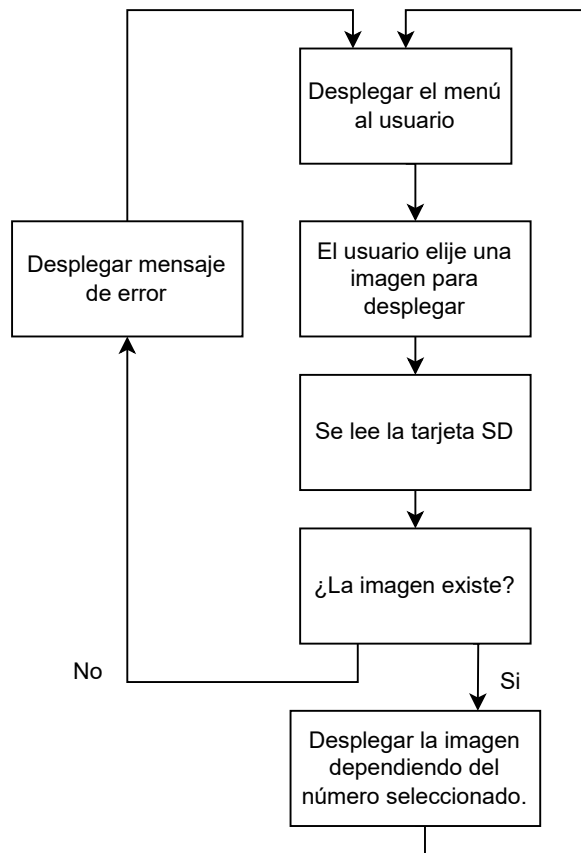 Desplegar el menú
al usuario
Desplegar mensaje
de error
El usuario elije una
imagen para
desplegar
Se lee la tarjeta SD
¿La imagen existe?
No
Si
Desplegar la imagen
dependiendo del
número seleccionado.